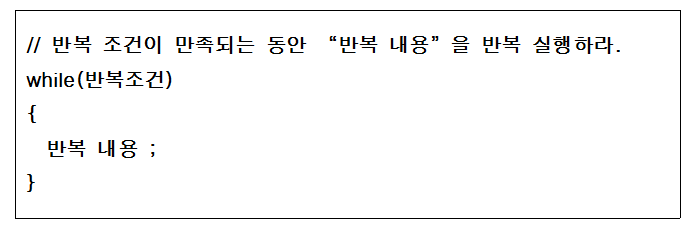 // 반복 조건이 만족되는 동안 “반복 내용” 을 반복 실행하라.
while(반복조건)
{
반복 내용 ;
}